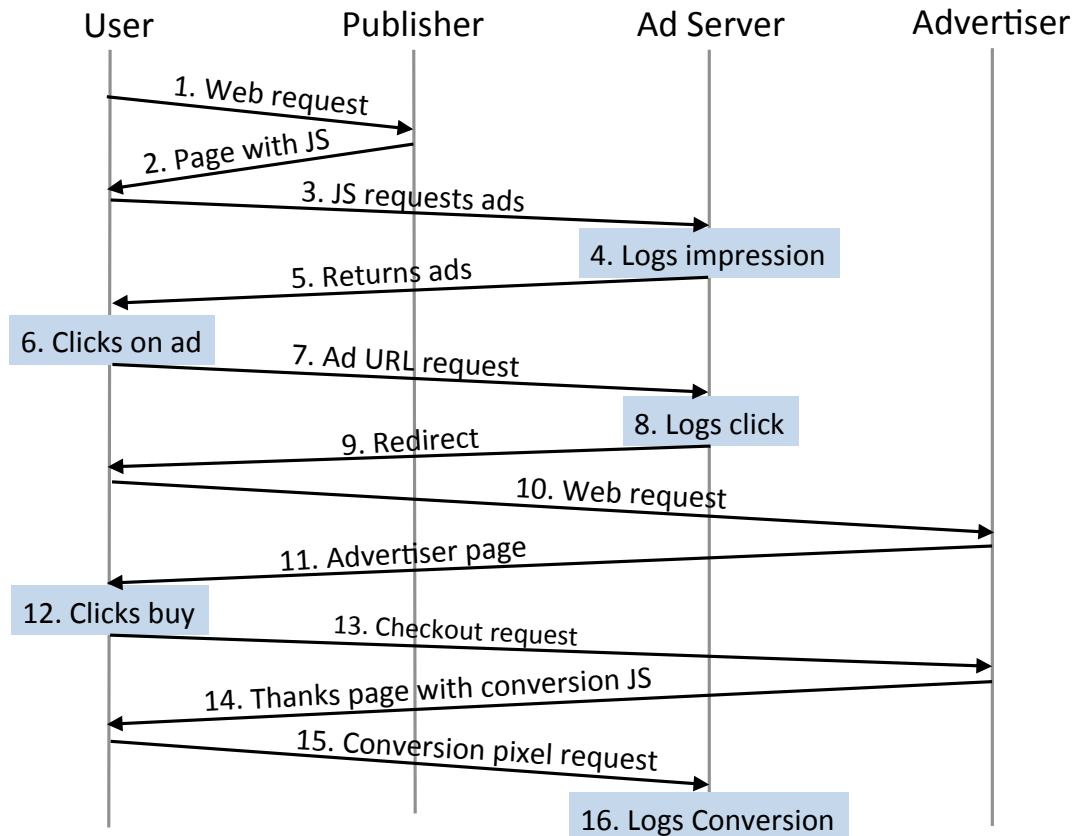 User
Publisher
Ad Server
Advertiser
1. Web request
2. Page with JS
3. JS requests ads
4. Logs impression
5. Returns ads
6. Clicks on ad
7. Ad URL request
8. Logs click
9. Redirect
10. Web request
11. Advertiser page
12. Clicks buy
13. Checkout request
14. Thanks page with conversion JS
15. Conversion pixel request
16. Logs Conversion